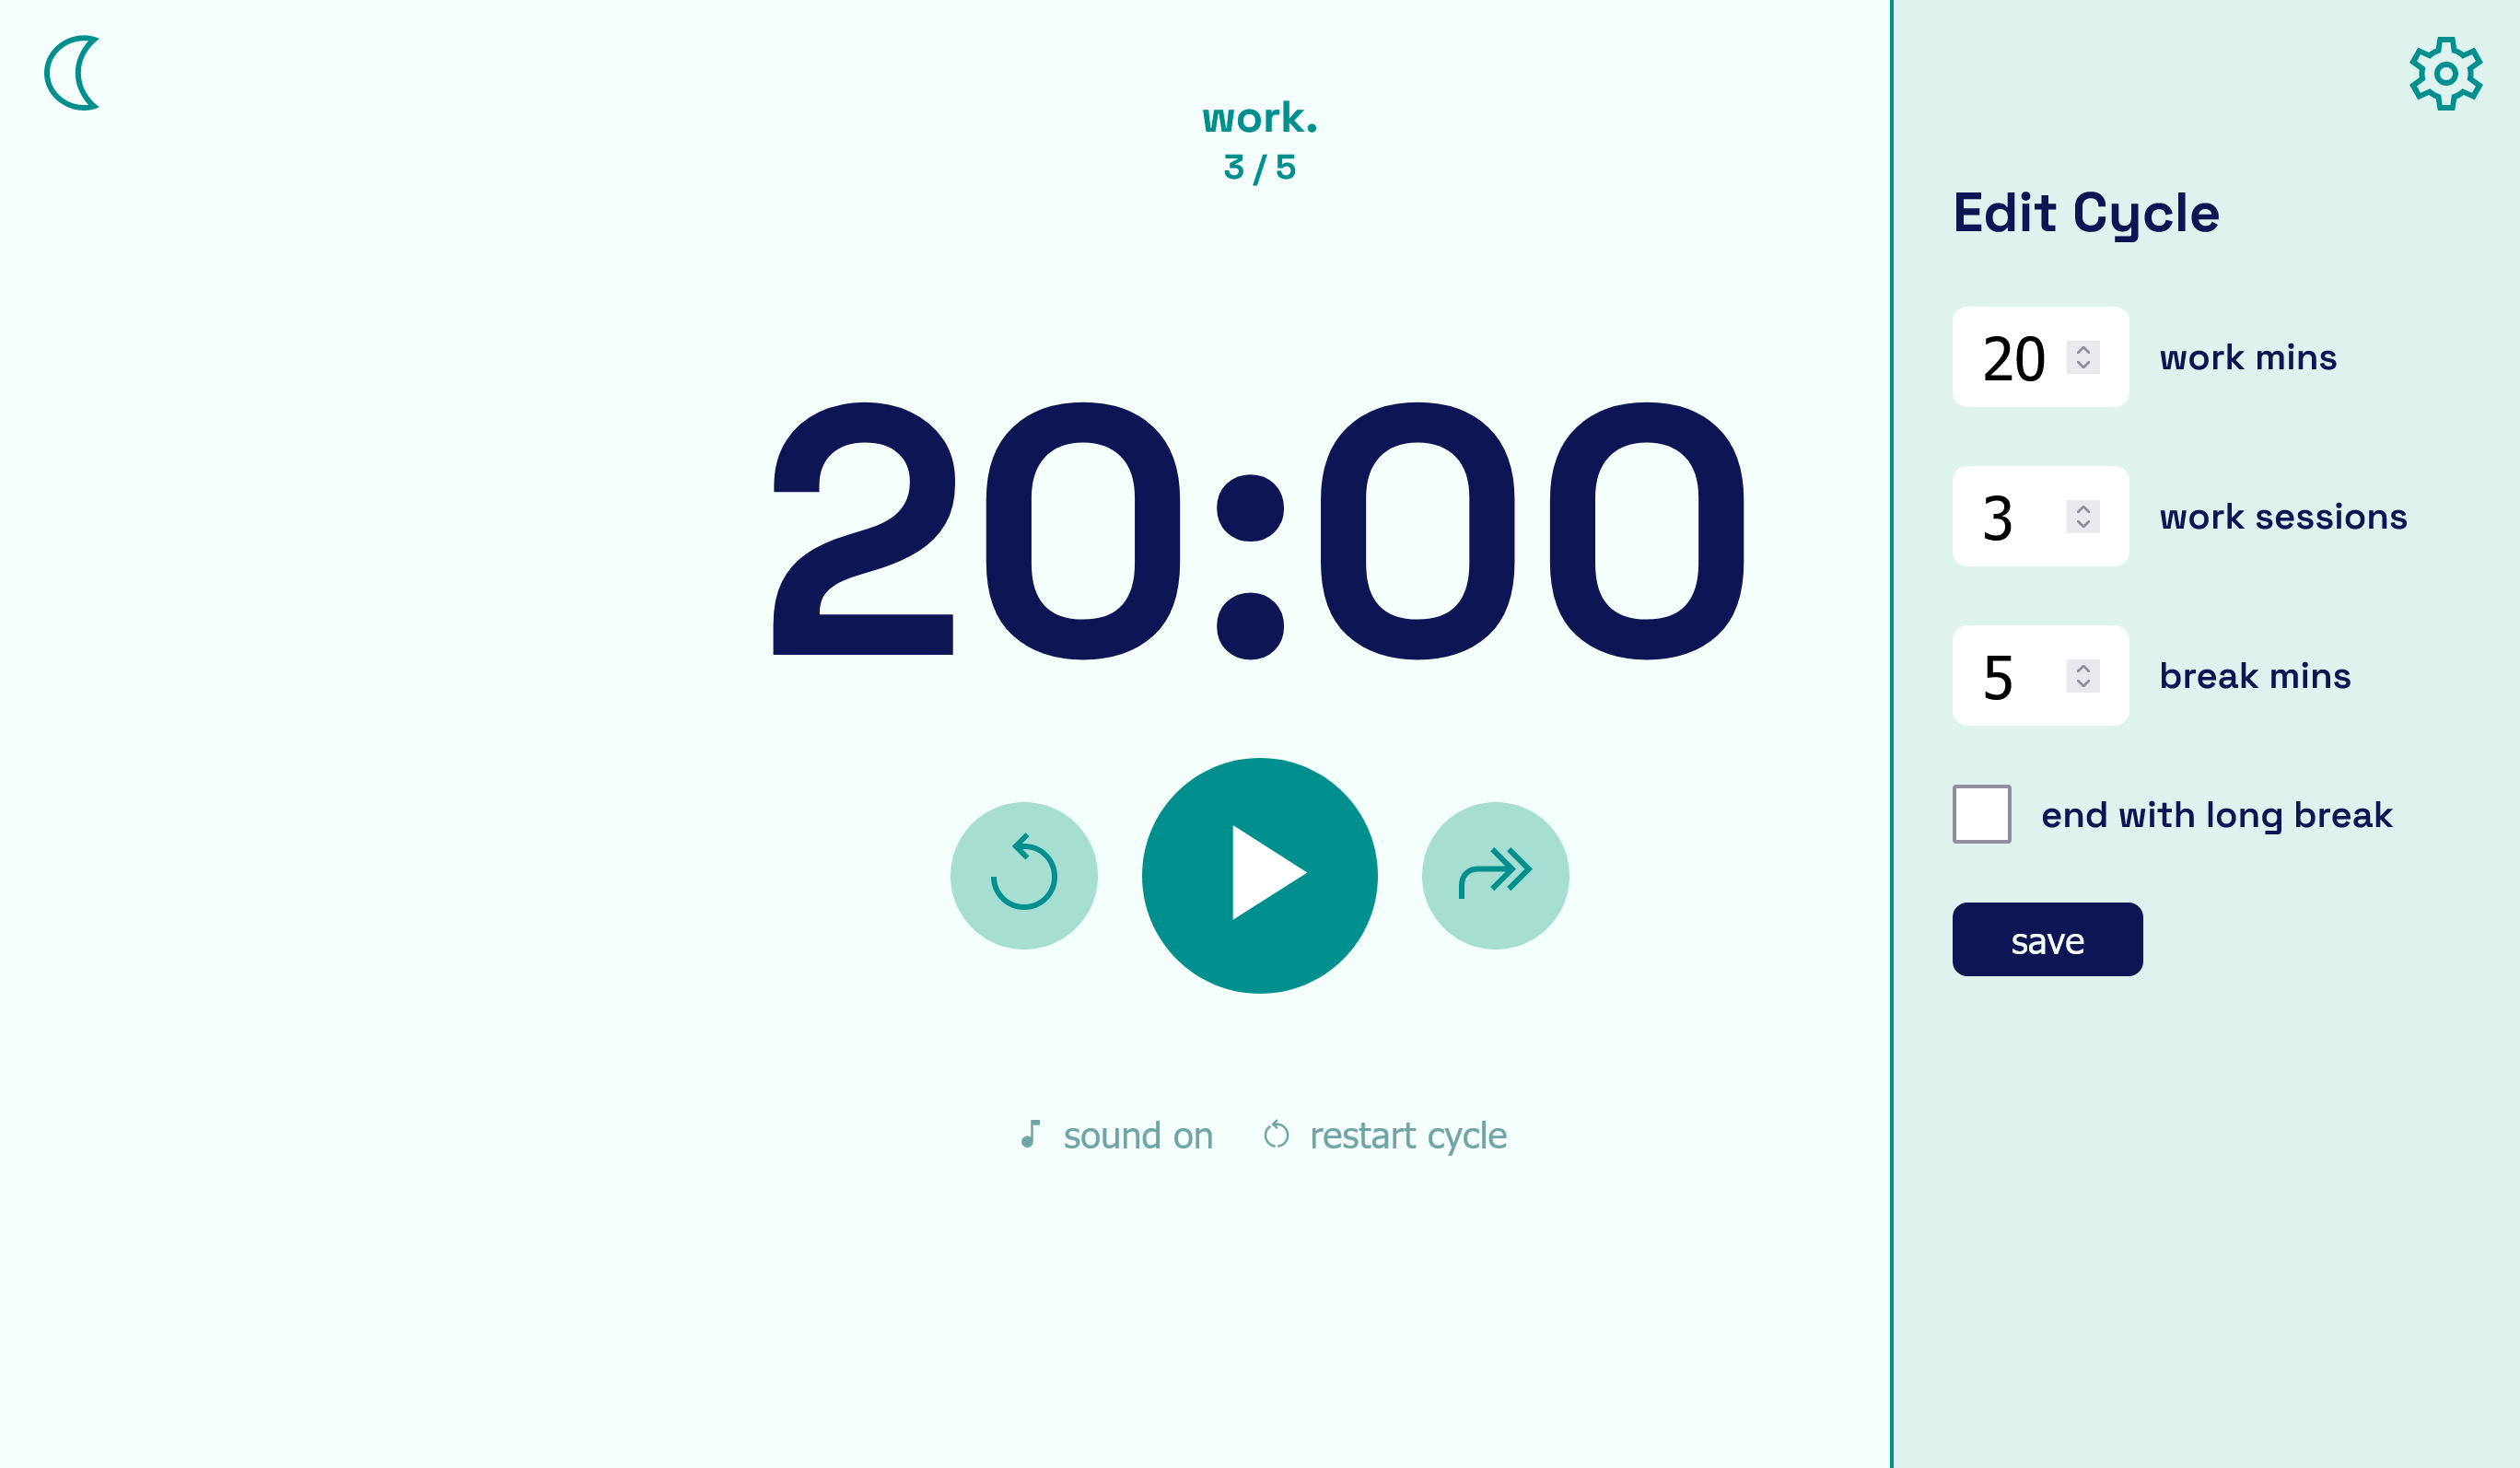 work.
3 / 5
20:00
sound on
restart cycle
Edit Cycle
20 work mins
3 work sessions
5 break mins
end with long break
save